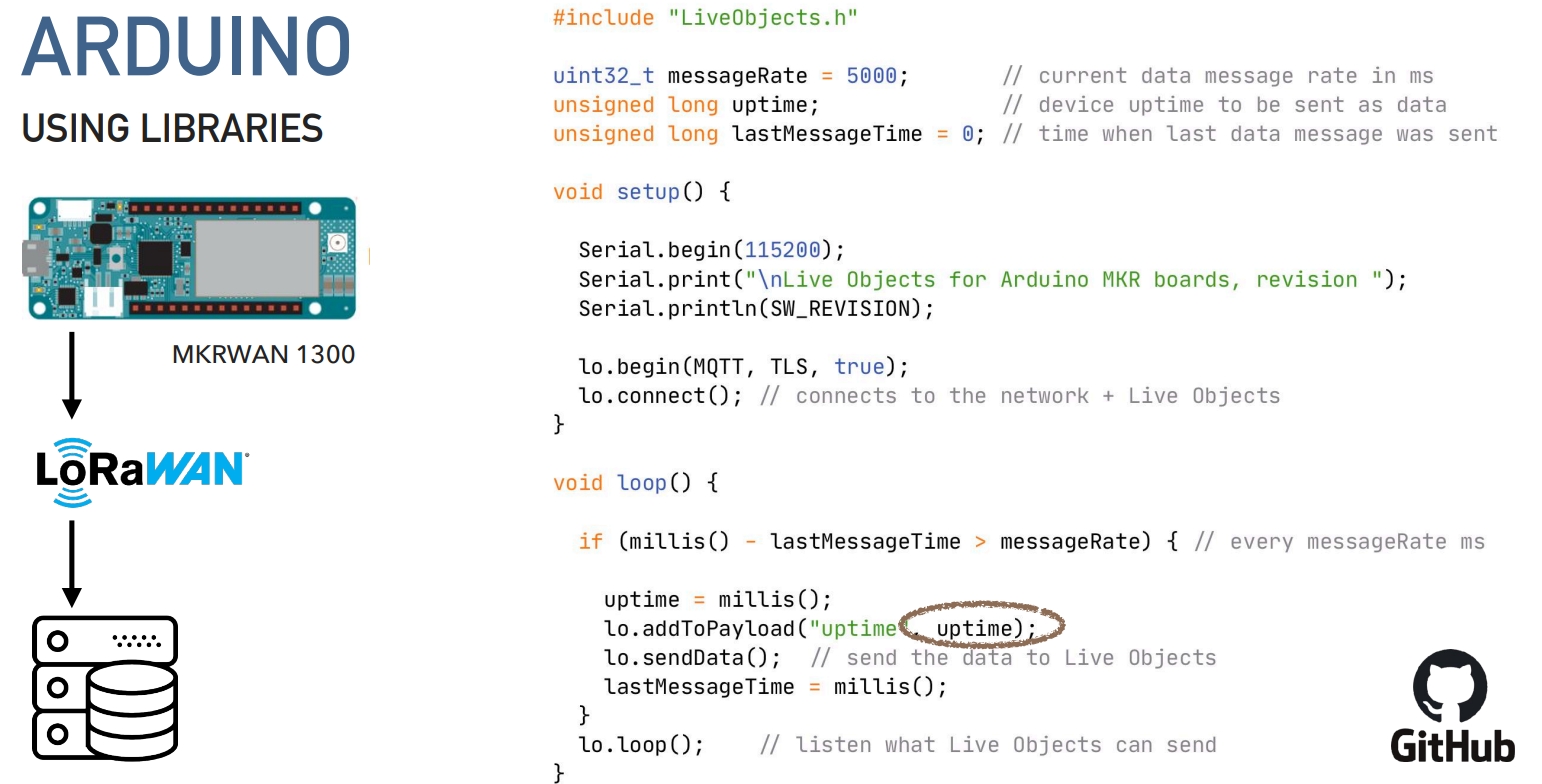 ARDUINO
USING LIBRARIES
MKRWAN 1300
LoRaWAN
#include "LiveObjects.h"
uint32_t messageRate = 5000; // current data message rate in ms
unsigned long uptime; // device uptime to be sent as data
unsigned long lastMessageTime = 0; // time when last data message was sent
void setup() {
Serial.begin(115200);
Serial.print("\nLive Objects for Arduino MKR boards, revision ");
Serial.println(SW_REVISION);
lo.begin(MQTT, TLS, true);
lo.connect(); // connects to the network + Live Objects
}
void loop() {
if (millis() - lastMessageTime > messageRate) { // every messageRate ms
uptime = millis();
lo.addToPayload("uptime", uptime);
lo.sendData(); // send the data to Live Objects
lastMessageTime = millis();
}
lo.loop(); // listen what Live Objects can send
}
GitHub